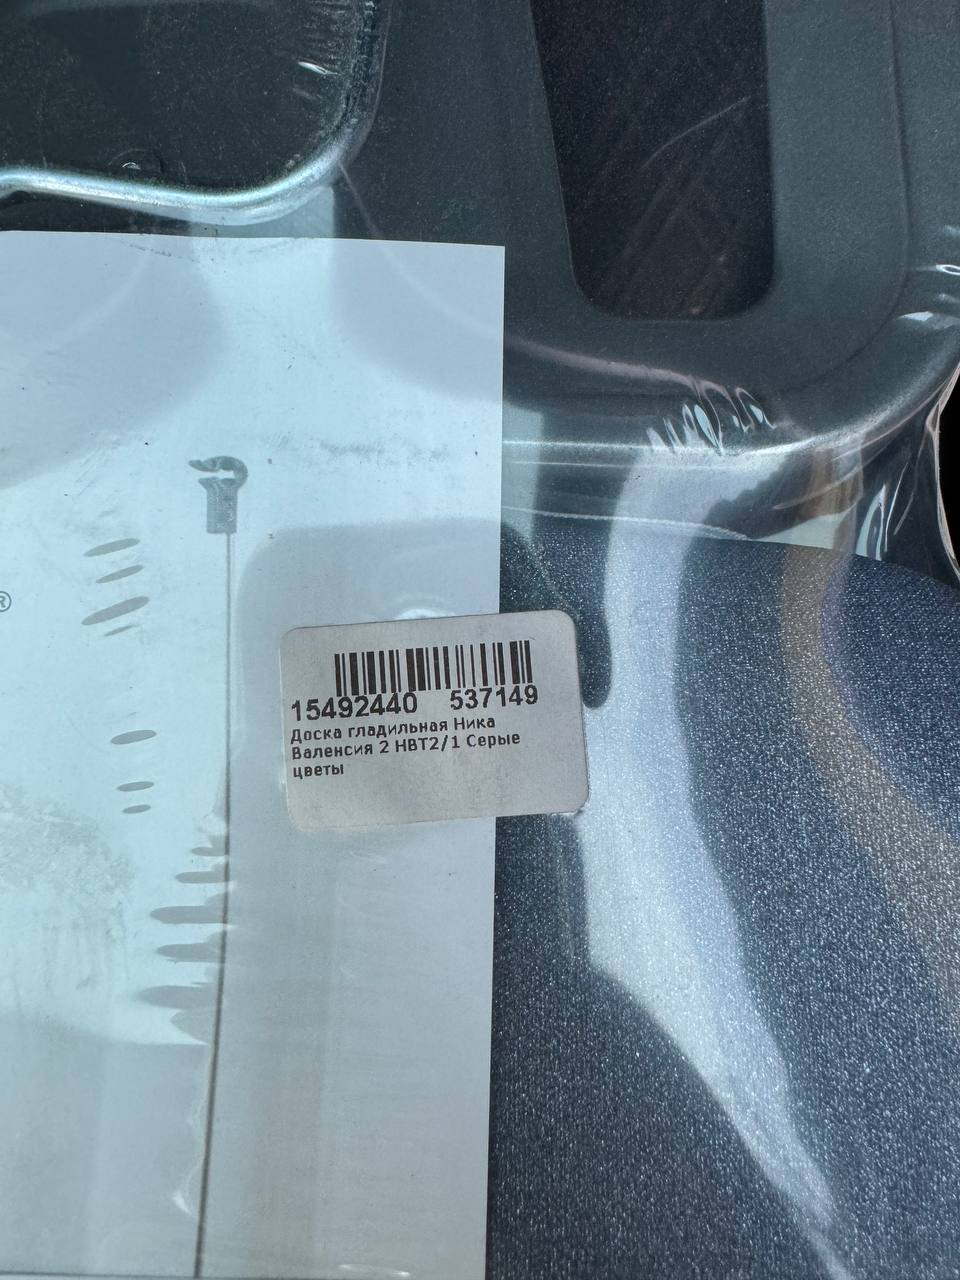 ®
15492440 537149
Доска гладильная Ника
Валенсия 2 НВТ2/1 Серые
цветы